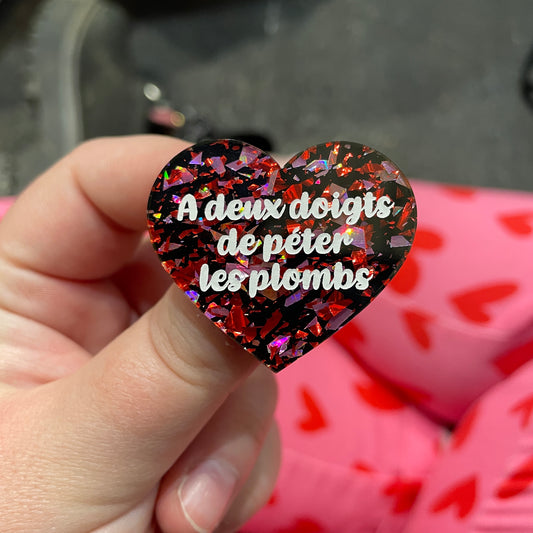 A deux doigts
de péter
les plombs